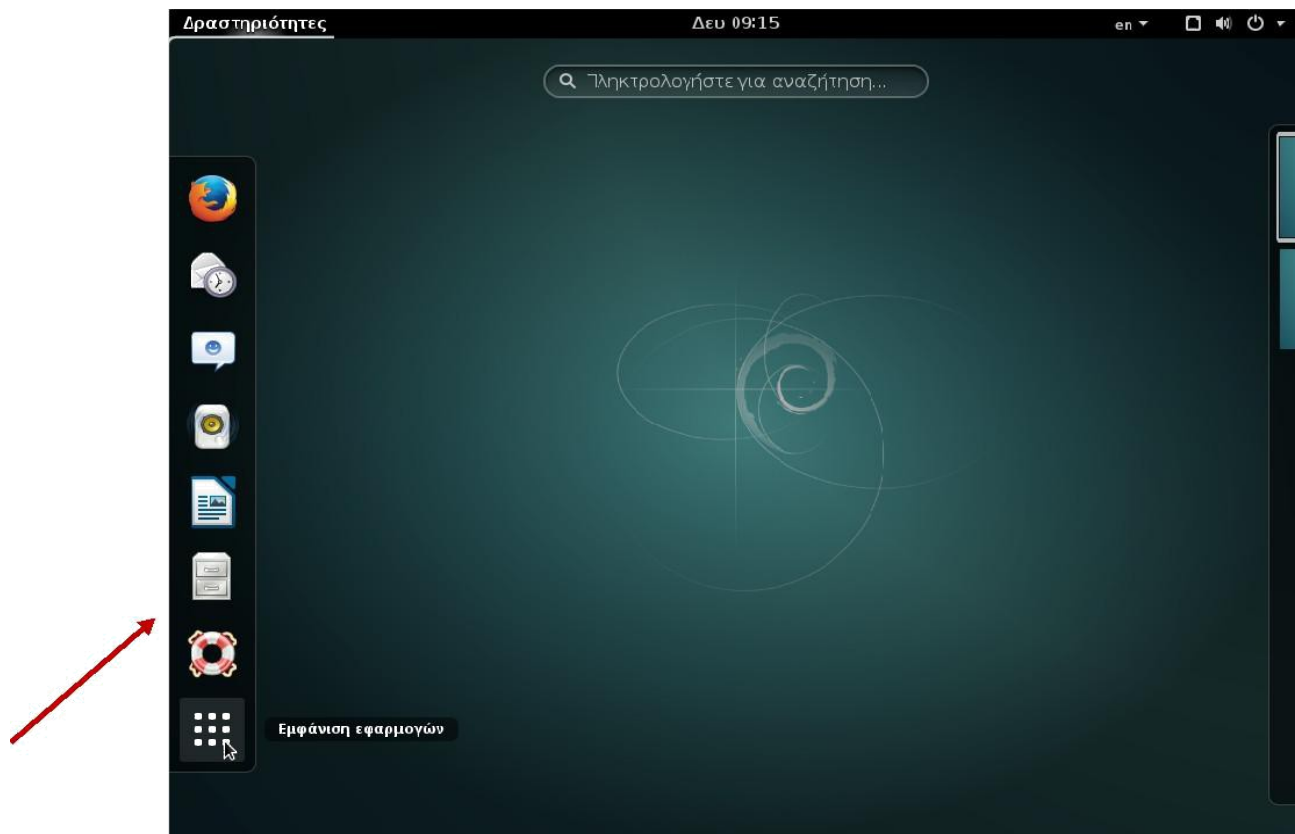 Δραστηριότητες
Δευ 09:15
en
Πληκτρολογήστε για αναζήτηση...
Εμφάνιση εφαρμογών